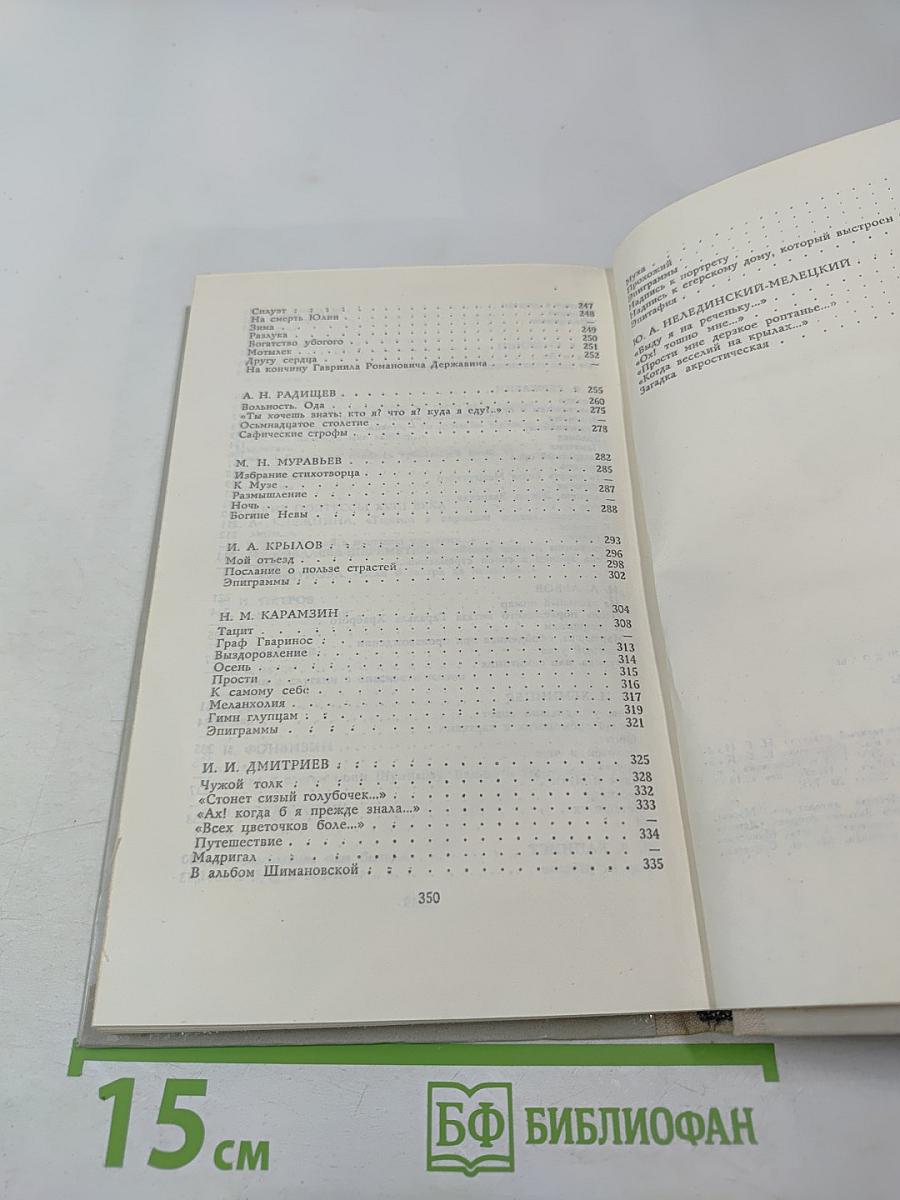 Силуэт . . . . . 247
На смерть Юлии . . . . . 248
Зима . . . . . —
Разлука . . . . . 249
Богатство убогого . . . . . 250
Мотылек . . . . . 251
Другу сердца . . . . . 252
На кончину Гавриила Романовича Державина . . . . . —
А. Н. РАДИЩЕВ . . . . . 255
Вольность. Ода . . . . . 260
«Ты хочешь знать: кто я? что я? куда я еду?..» . . . . . 275
Осьмнадцатое столетие . . . . . —
Сафические строфы . . . . . 278
М. Н. МУРАВЬЕВ . . . . . 282
Избрание стихотворца . . . . . 285
К Музе . . . . . —
Размышление . . . . . 287
Ночь . . . . . —
Богине Невы . . . . . 288
И. А. КРЫЛОВ . . . . . 293
Мой отъезд . . . . . 296
Послание о пользе страстей . . . . . 298
Эпиграммы . . . . . 302
Н. М. КАРАМЗИН . . . . . 304
Тацит . . . . . 308
Граф Гваринос . . . . . —
Выздоровление . . . . . 313
Осень . . . . . 314
Прости . . . . . 315
К самому себе . . . . . 316
Меланхолия . . . . . 317
Гимн глупцам . . . . . 319
Эпиграммы . . . . . 321
И. И. ДМИТРИЕВ . . . . . 325
Чужой толк . . . . . 328
«Стонет сизый голубочек...» . . . . . 332
«Ах! когда б я прежде знала...» . . . . . 333
«Всех цветочков боле...» . . . . . —
Путешествие . . . . . 334
Мадригал . . . . . —
В альбом Шимановской . . . . . 335
350
Муха
Прохожий
Эпиграммы
Надпись к портрету
Надпись к егерскому дому, который выстроен
Эпитафия
Ю. А. НЕЛЕДИНСКИЙ-МЕЛЕЦКИЙ
«Выду я на реченьку...»
«Ох! тошно мне...»
«Прости мне дерзкое роптанье...»
«Когда веселий на крылах...»
Загадка акростическая
15 см
БФ БИБЛИОФАН